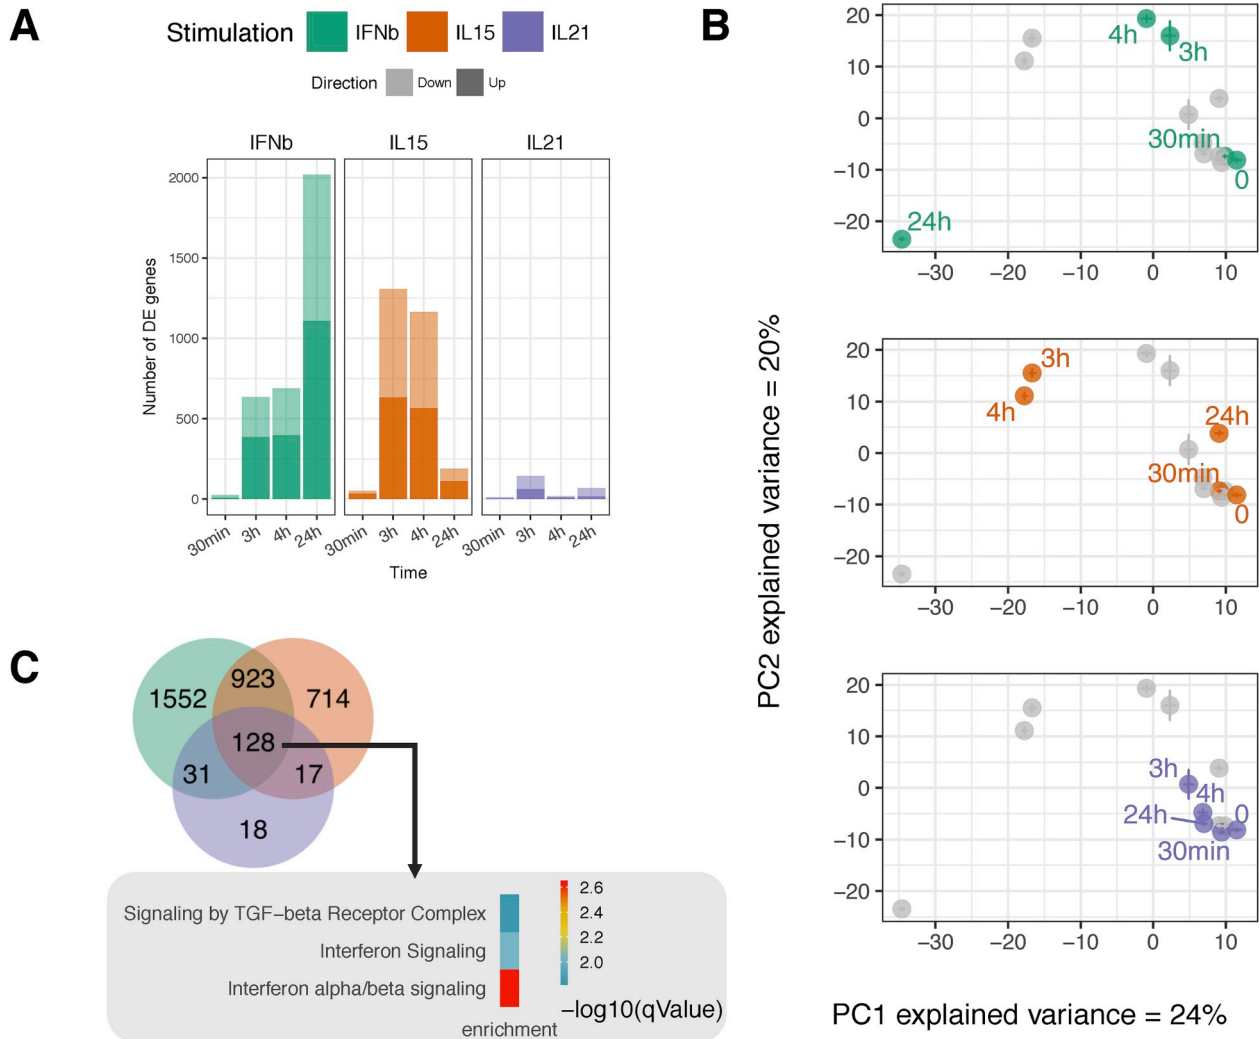 A
Stimulation IFNb IL15 IL21
Direction Down Up
IFNb IL15 IL21
Number of DE genes
2000
1500
1000
500
0
30min 3h 4h 24h 30min 3h 4h 24h 30min 3h 4h 24h
Time
B
PC2 explained variance = 20%
20
10
0
−10
−20
4h
3h
30min
0
24h
−30 −20 −10 0 10
20
10
0
−10
−20
3h
4h
24h
30min
0
−30 −20 −10 0 10
20
10
0
−10
−20
3h
4h
24h
0
30min
−30 −20 −10 0 10
PC1 explained variance = 24%
C
1552 923 714
128
31 17
18
Signaling by TGF−beta Receptor Complex
Interferon Signaling
Interferon alpha/beta signaling
2.6
2.4
2.2
2.0
−log10(qValue)
enrichment